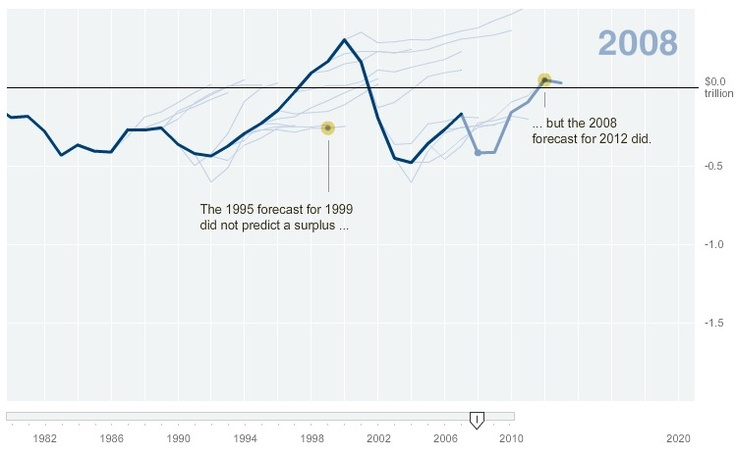 2008
$0.0
trillion
... but the 2008
forecast for 2012 did.
-0.5
The 1995 forecast for 1999
did not predict a surplus ...
-1.0
-1.5
1982 1986 1990 1994 1998 2002 2006 2010 2020